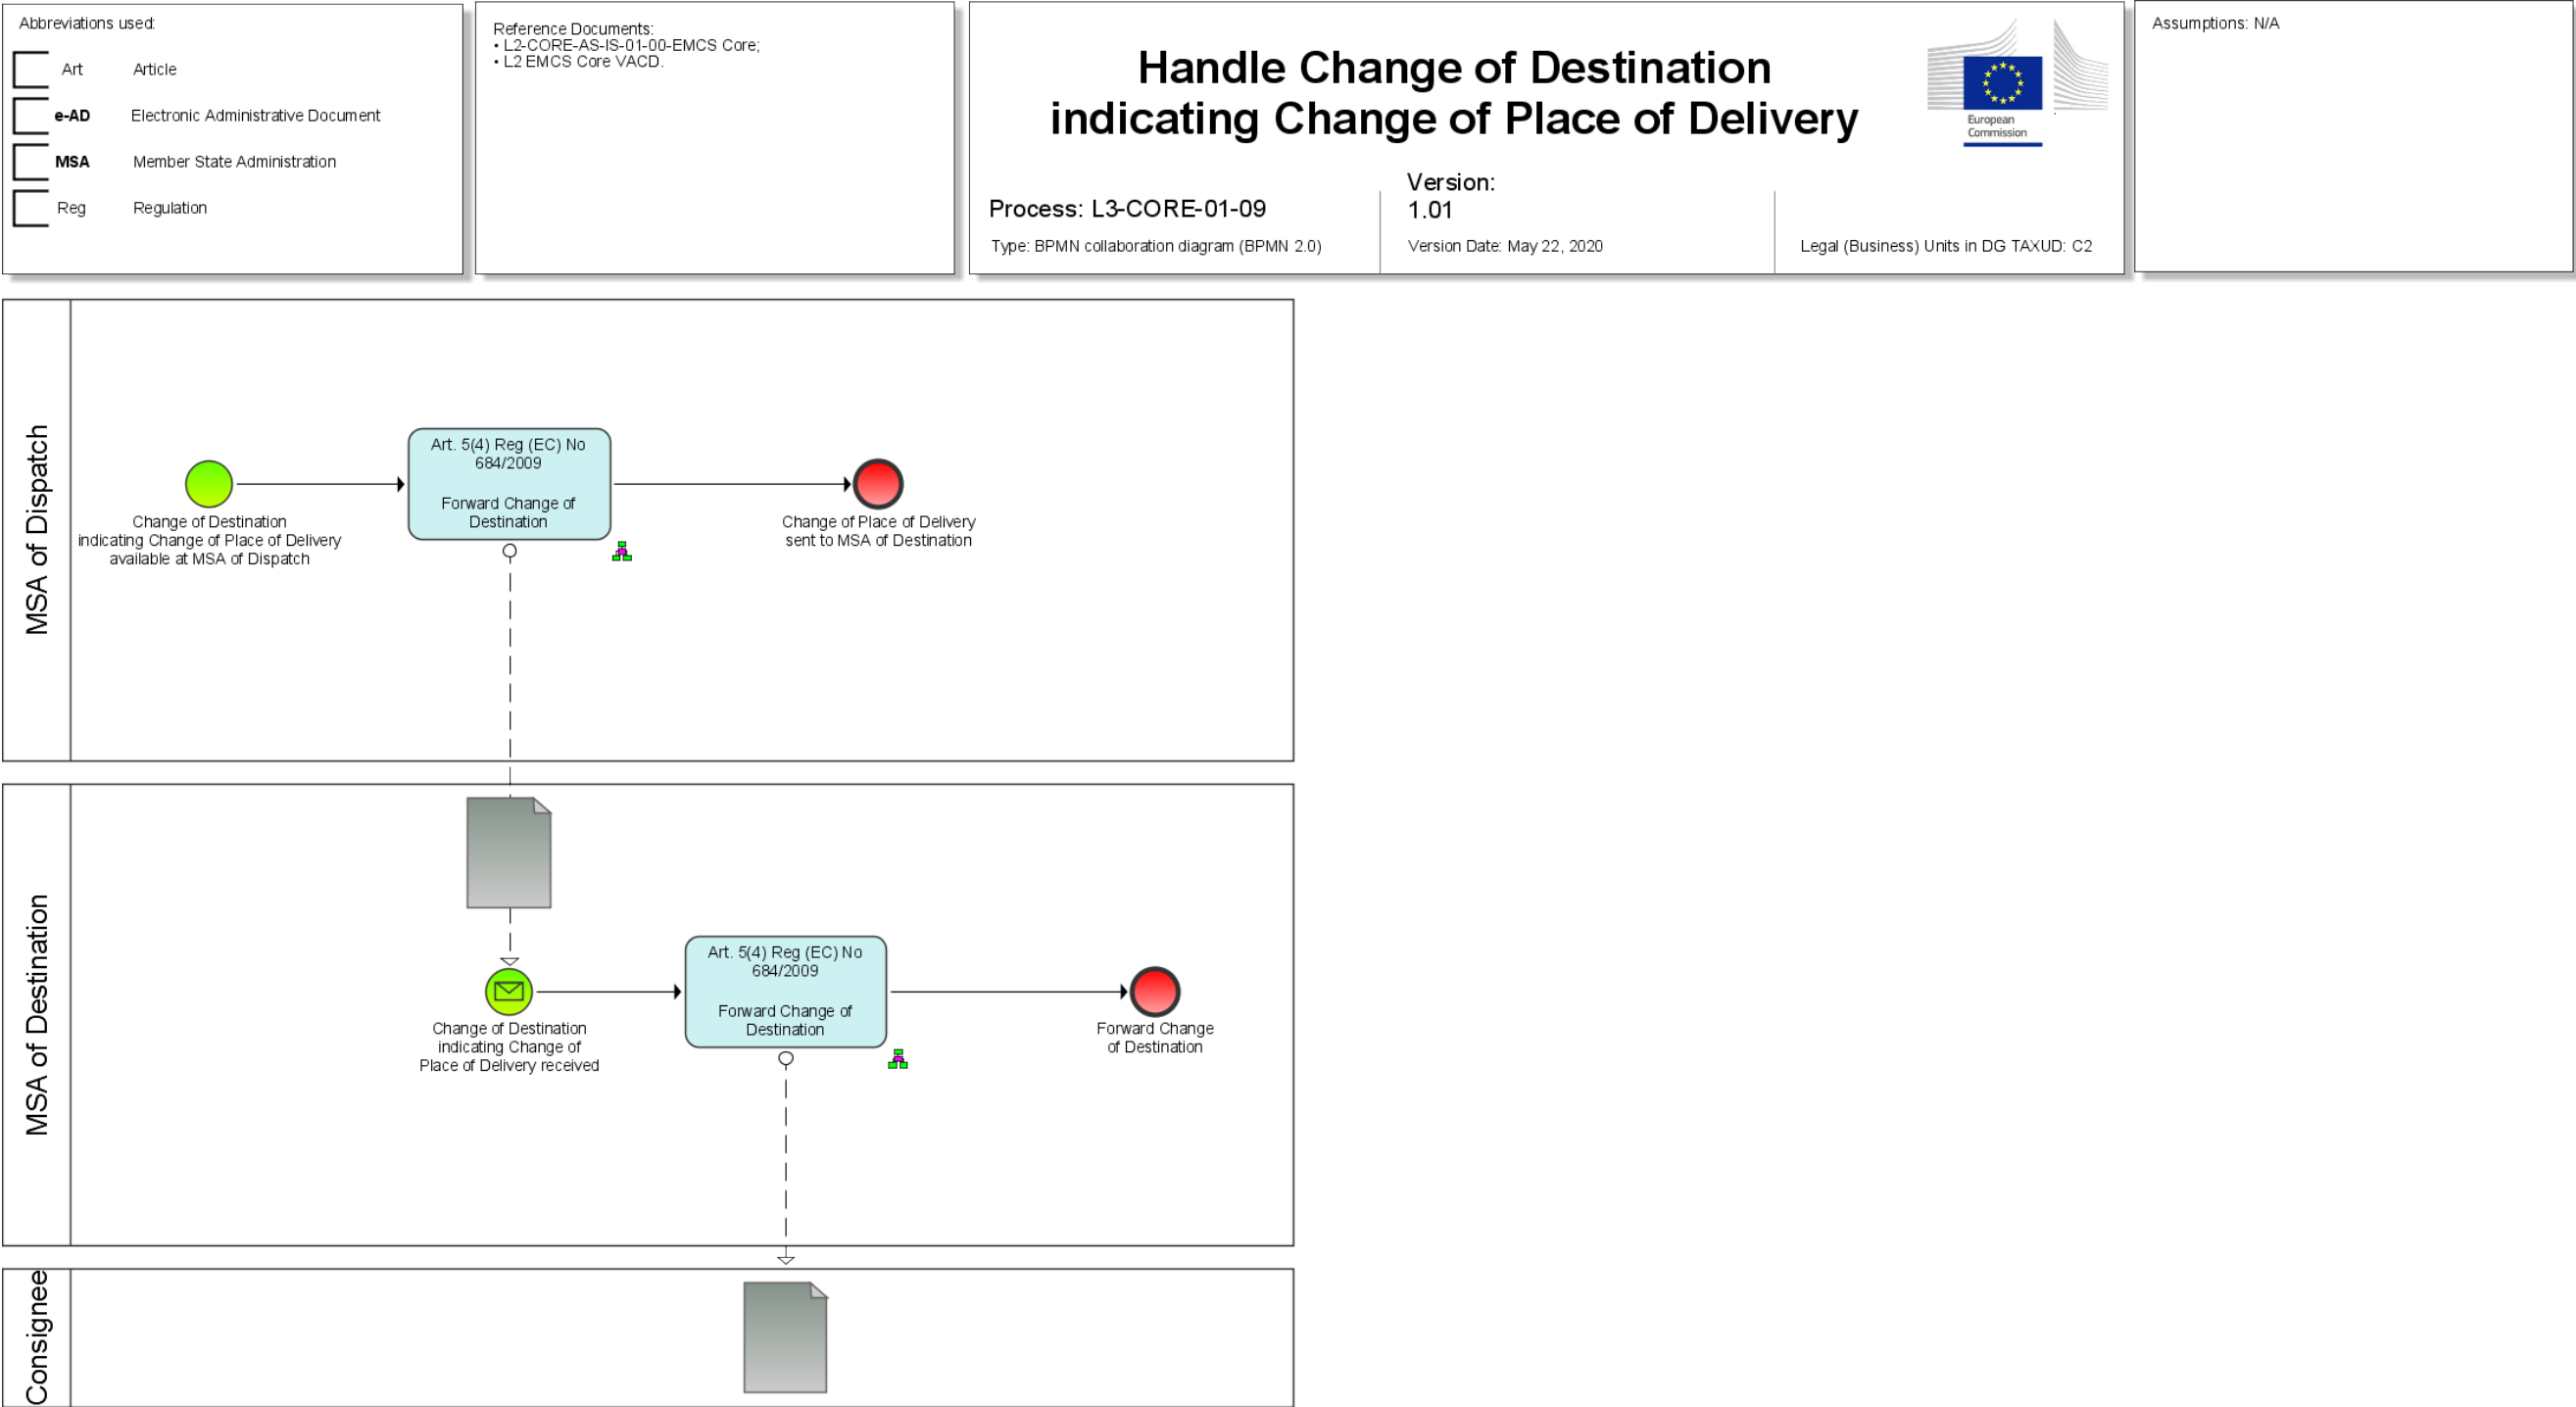 Abbreviations used:
Art Article
e-AD Electronic Administrative Document
MSA Member State Administration
Reg Regulation
Reference Documents:
• L2-CORE-AS-IS-01-00-EMCS Core;
• L2 EMCS Core VACD.
Handle Change of Destination
indicating Change of Place of Delivery
European
Commission
Process: L3-CORE-01-09
Type: BPMN collaboration diagram (BPMN 2.0)
Version:
1.01
Version Date: May 22, 2020
Legal (Business) Units in DG TAXUD: C2
Assumptions: N/A
MSA of Dispatch
Change of Destination
indicating Change of Place of Delivery
available at MSA of Dispatch
Art. 5(4) Reg (EC) No
684/2009
Forward Change of
Destination
Change of Place of Delivery
sent to MSA of Destination
MSA of Destination
Change of Destination
indicating Change of
Place of Delivery received
Art. 5(4) Reg (EC) No
684/2009
Forward Change of
Destination
Forward Change
of Destination
Consignee